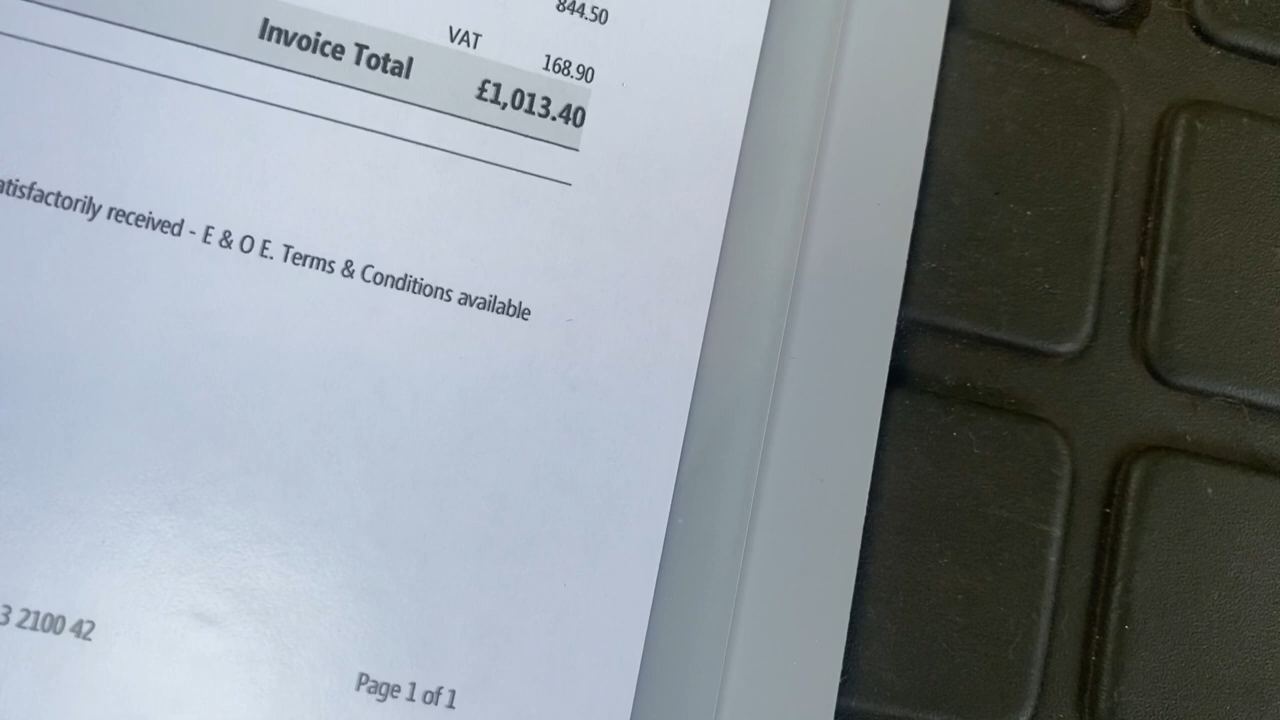 844.50
VAT 168.90
Invoice Total £1,013.40
satisfactorily received - E & O E. Terms & Conditions available
3 2100 42
Page 1 of 1